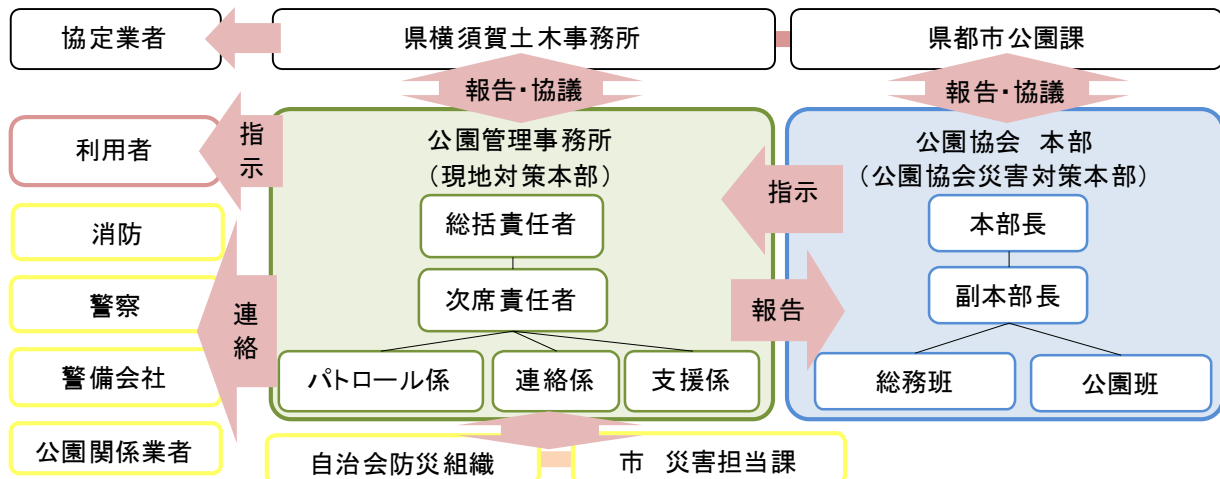 協定業者
県横須賀土木事務所
県都市公園課
報告・協議
報告・協議
利用者
指示
公園管理事務所
（現地対策本部）
公園協会　本部
（公園協会災害対策本部）
指示
総括責任者
本部長
消防
警察
連絡
次席責任者
報告
副本部長
警備会社
パトロール係
連絡係
支援係
総務班
公園班
公園関係業者
自治会防災組織
市　災害担当課